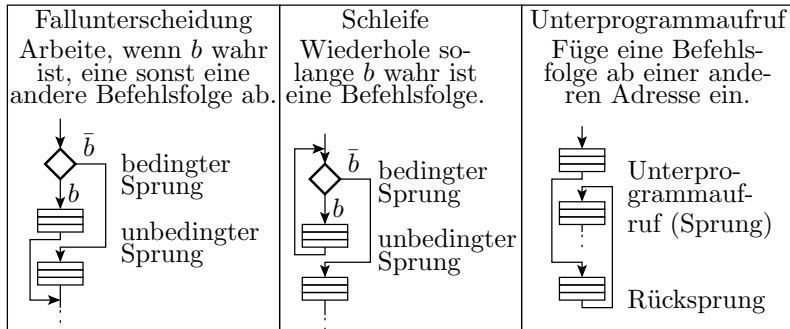 Fallunterscheidung
Arbeite, wenn b wahr
ist, eine sonst eine
andere Befehlsfolge ab.
b̄
bedingter
Sprung
b
unbedingter
Sprung
Schleife
Wiederhole so-
lange b wahr ist
eine Befehlsfolge.
b̄
bedingter
Sprung
b
unbedingter
Sprung
Unterprogrammaufruf
Füge eine Befehls-
folge ab einer ande-
ren Adresse ein.
Unterpro-
grammauf-
ruf (Sprung)
Rücksprung